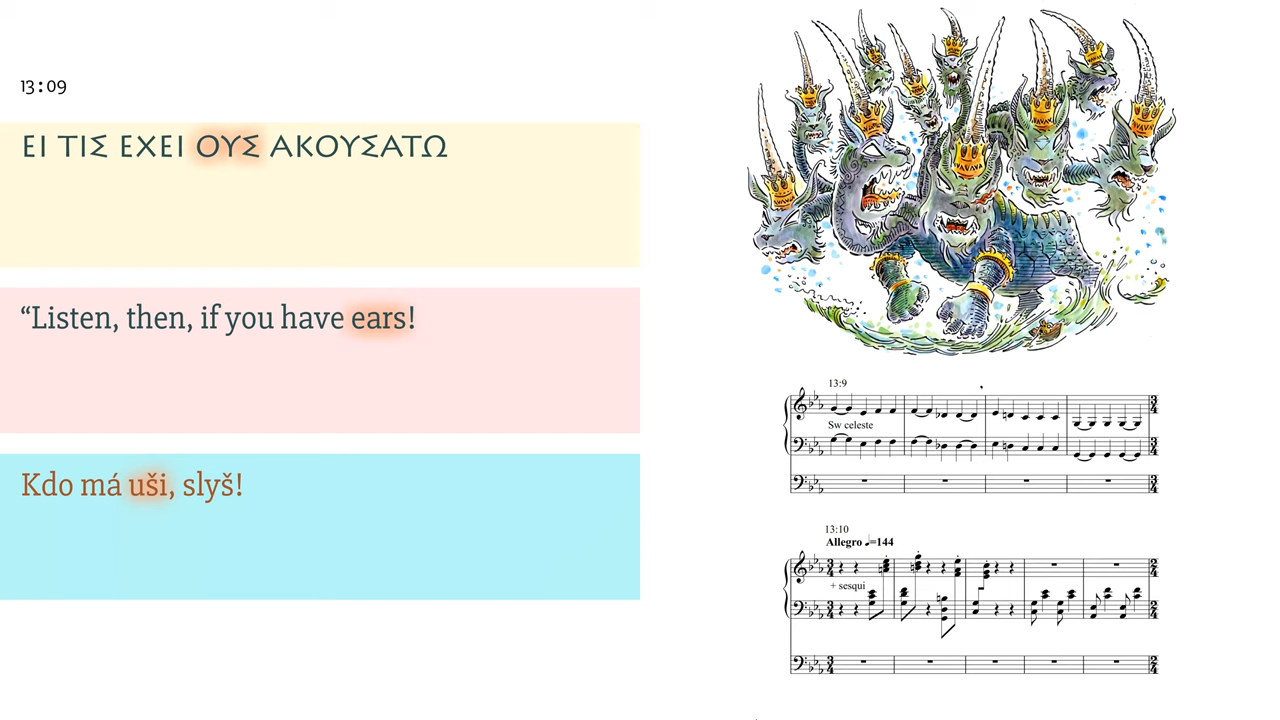 13:09
ΕΙ ΤΙΣ ΕΧΕΙ ΟΥΣ ΑΚΟΥΣΑΤΩ
“Listen, then, if you have ears!
Kdo má uši, slyš!
13:9
Sw celeste
13:10
Allegro ♩=144
+ sesqui